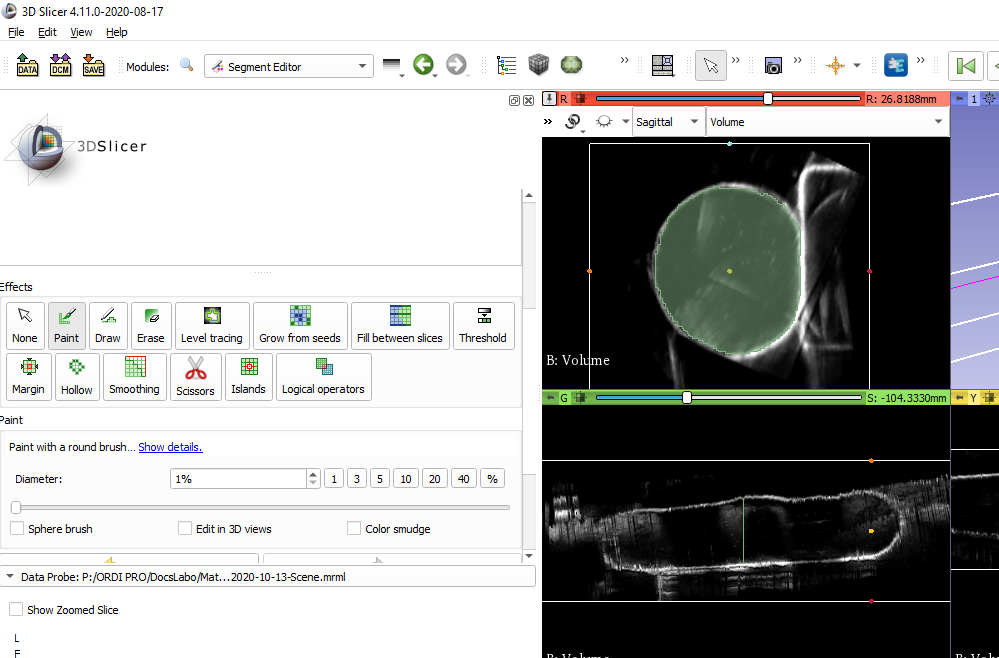 3D Slicer 4.11.0-2020-08-17
File Edit View Help
DATA DCM SAVE Modules: Segment Editor
R R: 26.8188mm 1
3DSlicer
Sagittal Volume
B: Volume
Effects
None Paint Draw Erase Level tracing Grow from seeds Fill between slices Threshold
Margin Hollow Smoothing Scissors Islands Logical operators
G S: -104.3330mm Y
Paint
Paint with a round brush... Show details.
Diameter: 1% 1 3 5 10 20 40 %
Sphere brush Edit in 3D views Color smudge
Data Probe: P:/ORDI PRO/DocsLabo/Mat...2020-10-13-Scene.mrml
Show Zoomed Slice
L
F
B: Volume